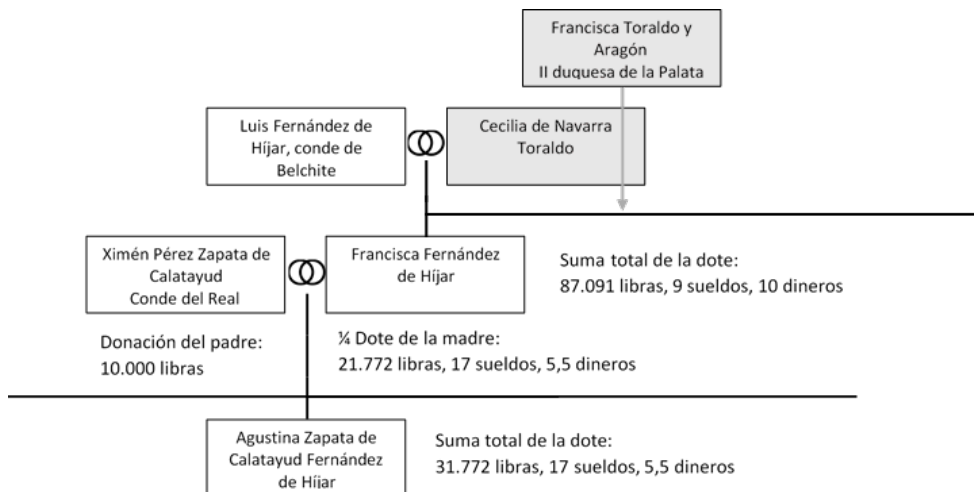 Francisca Toraldo y
Aragón
II duquesa de la Palata
Luis Fernández de
Híjar, conde de
Belchite
Cecilia de Navarra
Toraldo
Ximén Pérez Zapata de
Calatayud
Conde del Real
Francisca Fernández
de Híjar
Suma total de la dote:
87.091 libras, 9 sueldos, 10 dineros
Donación del padre:
10.000 libras
¼ Dote de la madre:
21.772 libras, 17 sueldos, 5,5 dineros
Agustina Zapata de
Calatayud Fernández
de Híjar
Suma total de la dote:
31.772 libras, 17 sueldos, 5,5 dineros